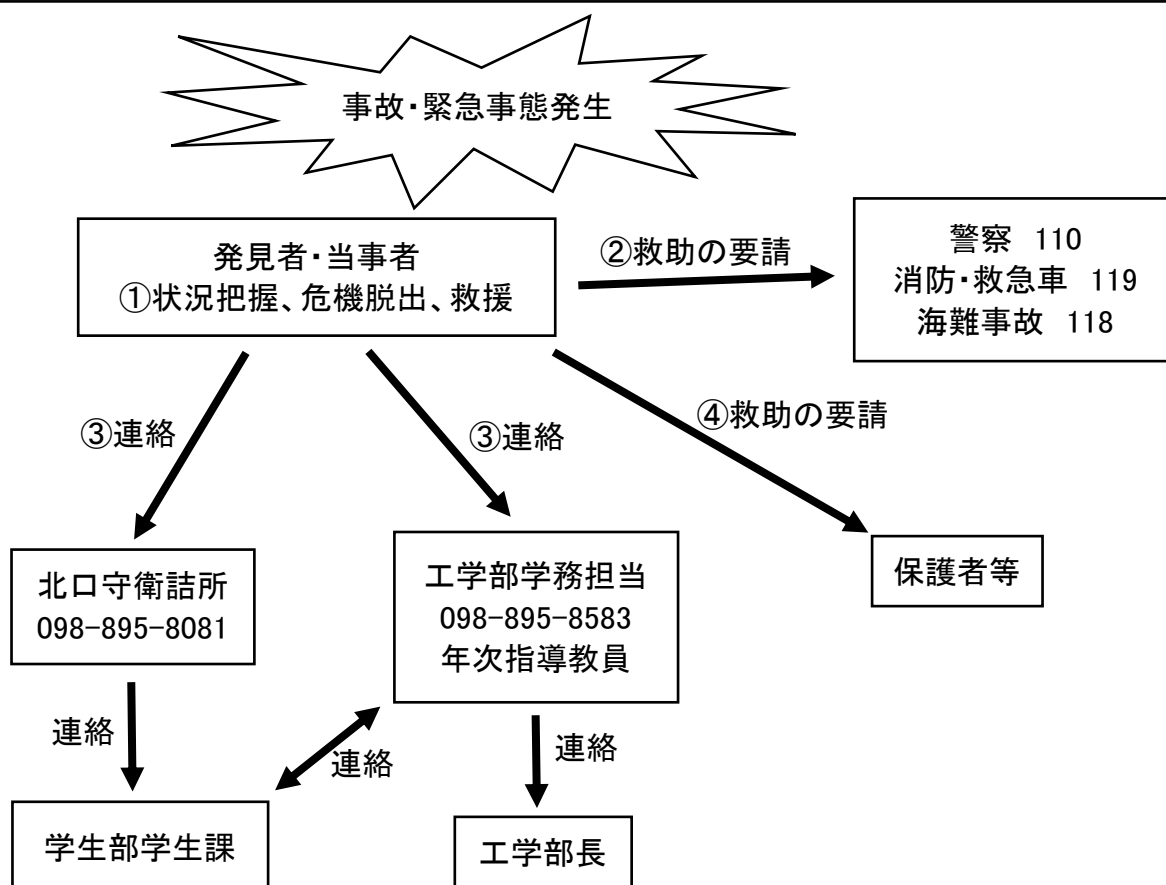 事故・緊急事態発生
発見者・当事者
①状況把握、危機脱出、救援
②救助の要請
警察 110
消防・救急車 119
海難事故 118
③連絡
③連絡
④救助の要請
北口守衛詰所
098-895-8081
工学部学務担当
098-895-8583
年次指導教員
保護者等
連絡
連絡
連絡
学生部学生課
工学部長